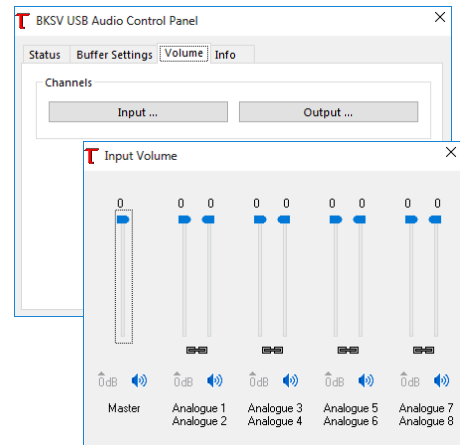 BKSV USB Audio Control Panel
Status Buffer Settings Volume Info
Channels
Input ... Output ...
Input Volume
0 0 0 0 0 0 0 0 0
0dB 0dB 0dB 0dB 0dB
Master Analogue 1 Analogue 3 Analogue 5 Analogue 7
Analogue 2 Analogue 4 Analogue 6 Analogue 8